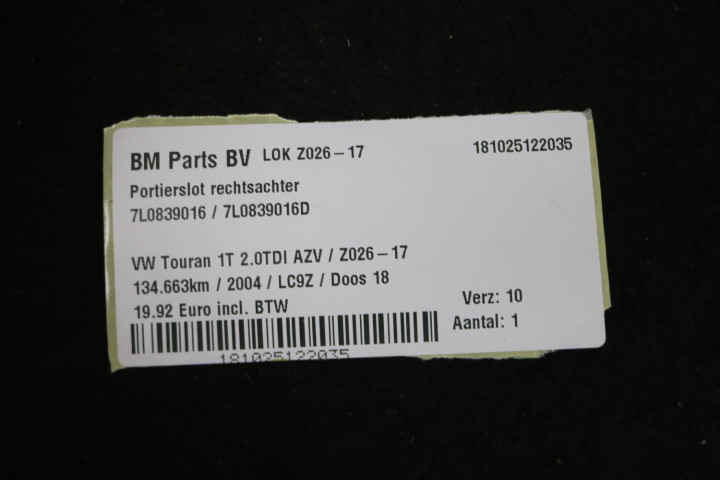 BM Parts BV LOK Z026-17 181025122035
Portierslot rechtsachter
7L0839016 / 7L0839016D
VW Touran 1T 2.0TDI AZV / Z026-17
134.663km / 2004 / LC9Z / Doos 18
19.92 Euro incl. BTW
Verz: 10
Aantal: 1
181025122035